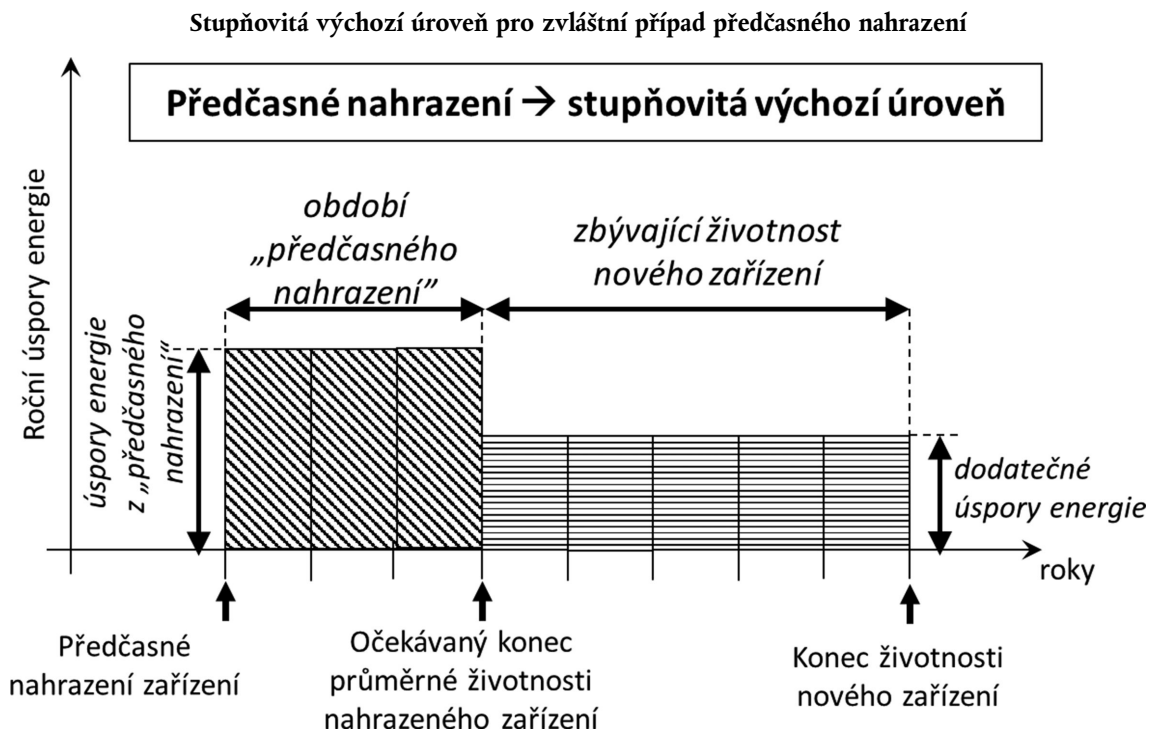 Stupňovitá výchozí úroveň pro zvláštní případ předčasného nahrazení
Předčasné nahrazení → stupňovitá výchozí úroveň
Roční úspory energie
období
„předčasného
nahrazení”
zbývající životnost
nového zařízení
úspory energie
z „předčasného
nahrazení“
dodatečné
úspory energie
roky
Předčasné
nahrazení zařízení
Očekávaný konec
průměrné životnosti
nahrazeného zařízení
Konec životnosti
nového zařízení